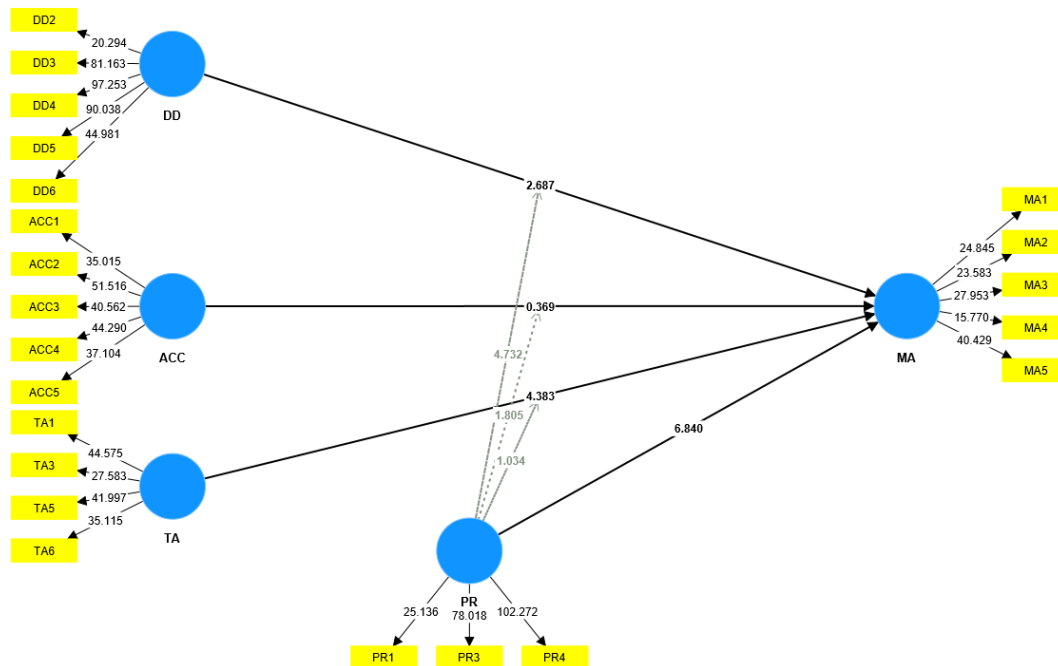 DD2
20.294
DD3
81.163
DD4
97.253
DD5
90.038
DD6
44.981
DD
ACC1
35.015
ACC2
51.516
ACC3
40.562
ACC4
44.290
ACC5
37.104
ACC
TA1
44.575
TA3
27.583
TA5
41.997
TA6
35.115
TA
2.687
0.369
4.383
6.840
4.732
1.805
1.034
PR
25.136
78.018
102.272
PR1
PR3
PR4
MA
MA1
24.845
MA2
23.583
MA3
27.953
MA4
15.770
MA5
40.429